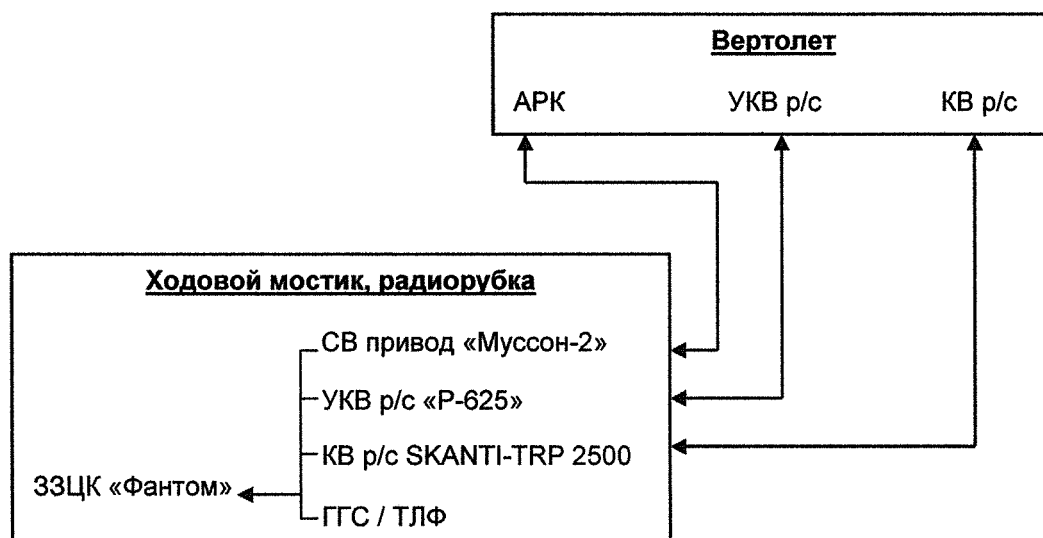 Вертолет
АРК УКВ р/с КВ р/с
Ходовой мостик, радиорубка
СВ привод «Муссон-2»
УКВ р/с «Р-625»
КВ р/с SKANTI-TRP 2500
ЗЗЦК «Фантом»
ГГС / ТЛФ